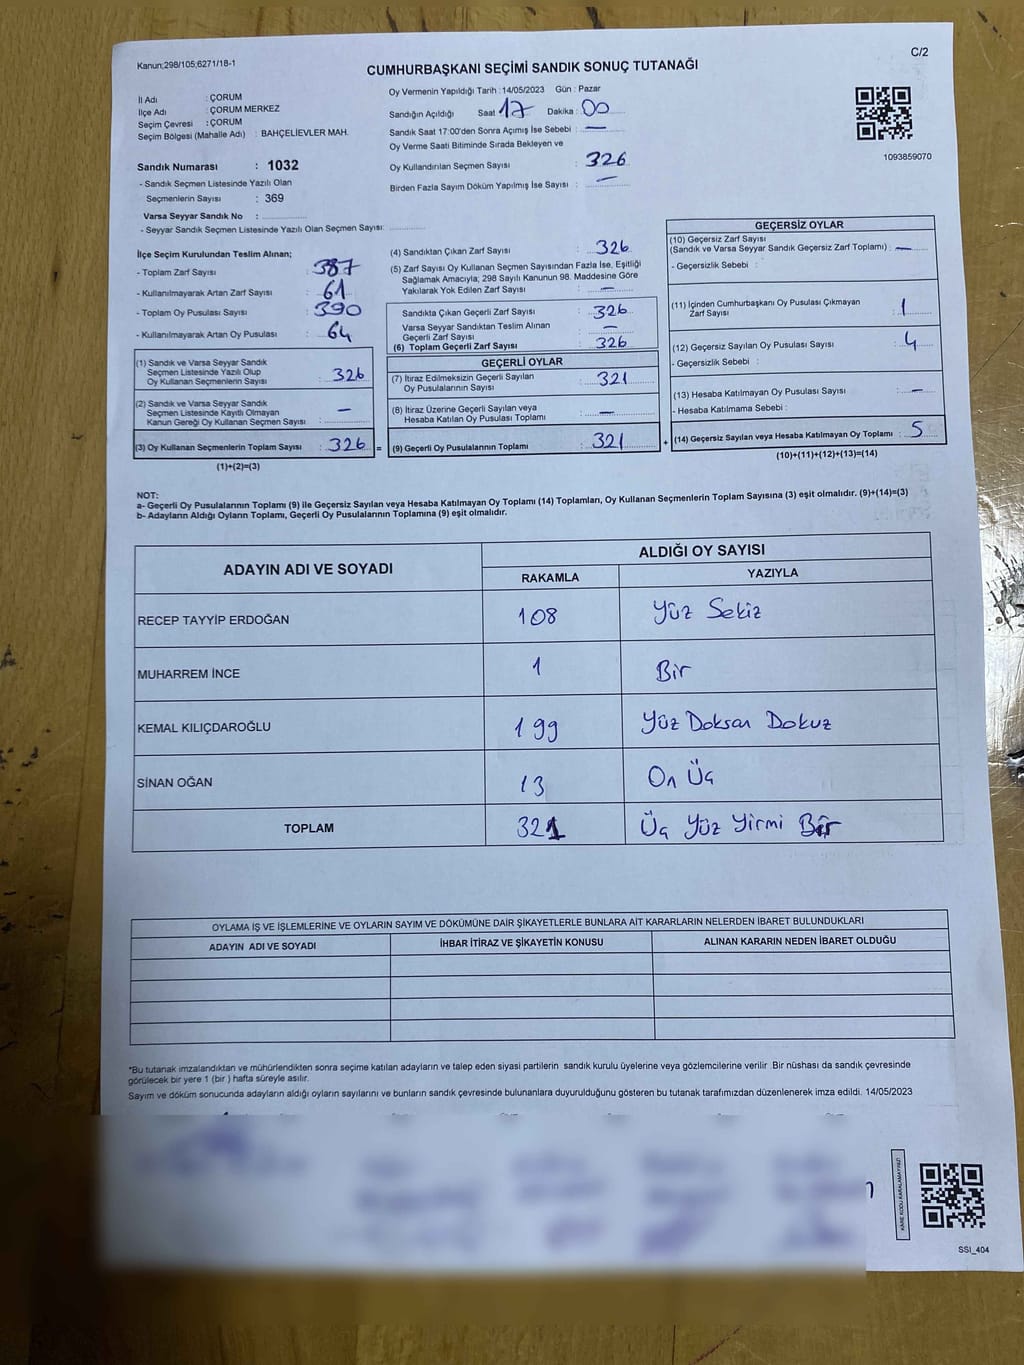 Kanun;298/105;6271/18-1
C/2
CUMHURBAŞKANI SEÇİMİ SANDIK SONUÇ TUTANAĞI
İl Adı : ÇORUM
İlçe Adı : ÇORUM MERKEZ
Seçim Çevresi : ÇORUM
Seçim Bölgesi (Mahalle Adı) : BAHÇELİEVLER MAH.
Sandık Numarası : 1032
- Sandık Seçmen Listesinde Yazılı Olan
Seçmenlerin Sayısı : 369
Varsa Seyyar Sandık No :
- Seyyar Sandık Seçmen Listesinde Yazılı Olan Seçmen Sayısı:
Oy Vermenin Yapıldığı Tarih : 14/05/2023 Gün : Pazar
Sandığın Açıldığı Saat 17 Dakika : 00
Sandık Saat 17:00'den Sonra Açımış İse Sebebi : —
Oy Verme Saati Bitiminde Sırada Bekleyen ve
Oy Kullandırılan Seçmen Sayısı : 326
Birden Fazla Sayım Döküm Yapılmış İse Sayısı : —
1093859070
İlçe Seçim Kurulundan Teslim Alınan;
- Toplam Zarf Sayısı : 387
- Kullanılmayarak Artan Zarf Sayısı : 61
- Toplam Oy Pusulası Sayısı : 390
- Kullanılmayarak Artan Oy Pusulası : 64
(1) Sandık ve Varsa Seyyar Sandık
Seçmen Listesinde Yazılı Olup
Oy Kullanan Seçmenlerin Sayısı : 326
(2) Sandık ve Varsa Seyyar Sandık
Seçmen Listesinde Kayıtlı Olmayan
Kanun Gereği Oy Kullanan Seçmen Sayısı : —
(3) Oy Kullanan Seçmenlerin Toplam Sayısı : 326 =
(1)+(2)=(3)
(4) Sandıktan Çıkan Zarf Sayısı : 326
(5) Zarf Sayısı Oy Kullanan Seçmen Sayısından Fazla İse, Eşitliği
Sağlamak Amacıyla, 298 Sayılı Kanunun 98. Maddesine Göre
Yakılarak Yok Edilen Zarf Sayısı : —
Sandıkta Çıkan Geçerli Zarf Sayısı : 326
Varsa Seyyar Sandıktan Teslim Alınan
Geçerli Zarf Sayısı : —
(6) Toplam Geçerli Zarf Sayısı : 326
GEÇERLİ OYLAR
(7) İtiraz Edilmeksizin Geçerli Sayılan
Oy Pusulalarının Sayısı : 321
(8) İtiraz Üzerine Geçerli Sayılan veya
Hesaba Katılan Oy Pusulası Toplamı : —
(9) Geçerli Oy Pusulalarının Toplamı : 321 +
GEÇERSİZ OYLAR
(10) Geçersiz Zarf Sayısı
(Sandık ve Varsa Seyyar Sandık Geçersiz Zarf Toplamı) : —
- Geçersizlik Sebebi :
(11) İçinden Cumhurbaşkanı Oy Pusulası Çıkmayan
Zarf Sayısı : 1
(12) Geçersiz Sayılan Oy Pusulası Sayısı : 4
- Geçersizlik Sebebi :
(13) Hesaba Katılmayan Oy Pusulası Sayısı : —
- Hesaba Katılmama Sebebi :
(14) Geçersiz Sayılan veya Hesaba Katılmayan Oy Toplamı : 5
(10)+(11)+(12)+(13)=(14)
NOT:
a- Geçerli Oy Pusulalarının Toplamı (9) ile Geçersiz Sayılan veya Hesaba Katılmayan Oy Toplamı (14) Toplamları, Oy Kullanan Seçmenlerin Toplam Sayısına (3) eşit olmalıdır. (9)+(14)=(3)
b- Adayların Aldığı Oyların Toplamı, Geçerli Oy Pusulalarının Toplamına (9) eşit olmalıdır.
ADAYIN ADI VE SOYADI
ALDIĞI OY SAYISI
RAKAMLA YAZIYLA
RECEP TAYYİP ERDOĞAN 108 Yüz Sekiz
MUHARREM İNCE 1 Bir
KEMAL KILIÇDAROĞLU 199 Yüz Doksan Dokuz
SİNAN OĞAN 13 On Üç
TOPLAM 321 Üç Yüz Yirmi Bir
OYLAMA İŞ VE İŞLEMLERİNE VE OYLARIN SAYIM VE DÖKÜMÜNE DAİR ŞİKAYETLERLE BUNLARA AİT KARARLARIN NELERDEN İBARET BULUNDUKLARI
ADAYIN ADI VE SOYADI İHBAR İTİRAZ VE ŞİKAYETİN KONUSU ALINAN KARARIN NEDEN İBARET OLDUĞU
*Bu tutanak imzalandıktan ve mühürlendikten sonra seçime katılan adayların ve talep eden siyasi partilerin sandık kurulu üyelerine veya gözlemcilerine verilir. Bir nüshası da sandık çevresinde
görülecek bir yere 1 (bir ) hafta süreyle asılır.
Sayım ve döküm sonucunda adayların aldığı oyların sayılarını ve bunların sandık çevresinde bulunanlara duyurulduğunu gösteren bu tutanak tarafımızdan düzenlenerek imza edildi. 14/05/2023
KARE KODU KARALAMAYINIZ!
SSI_404